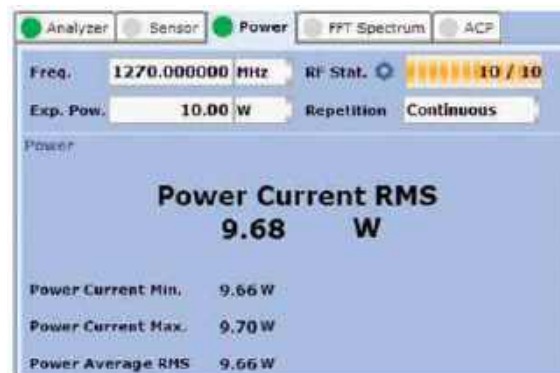 Analyzer Sensor Power FFT Spectrum ACP
Freq. 1270.000000 MHz RF Stat. 10 / 10
Exp. Pow. 10.00 W Repetition Continuous
Power
Power Current RMS
9.68 W
Power Current Min. 9.66 W
Power Current Max. 9.70 W
Power Average RMS 9.66 W